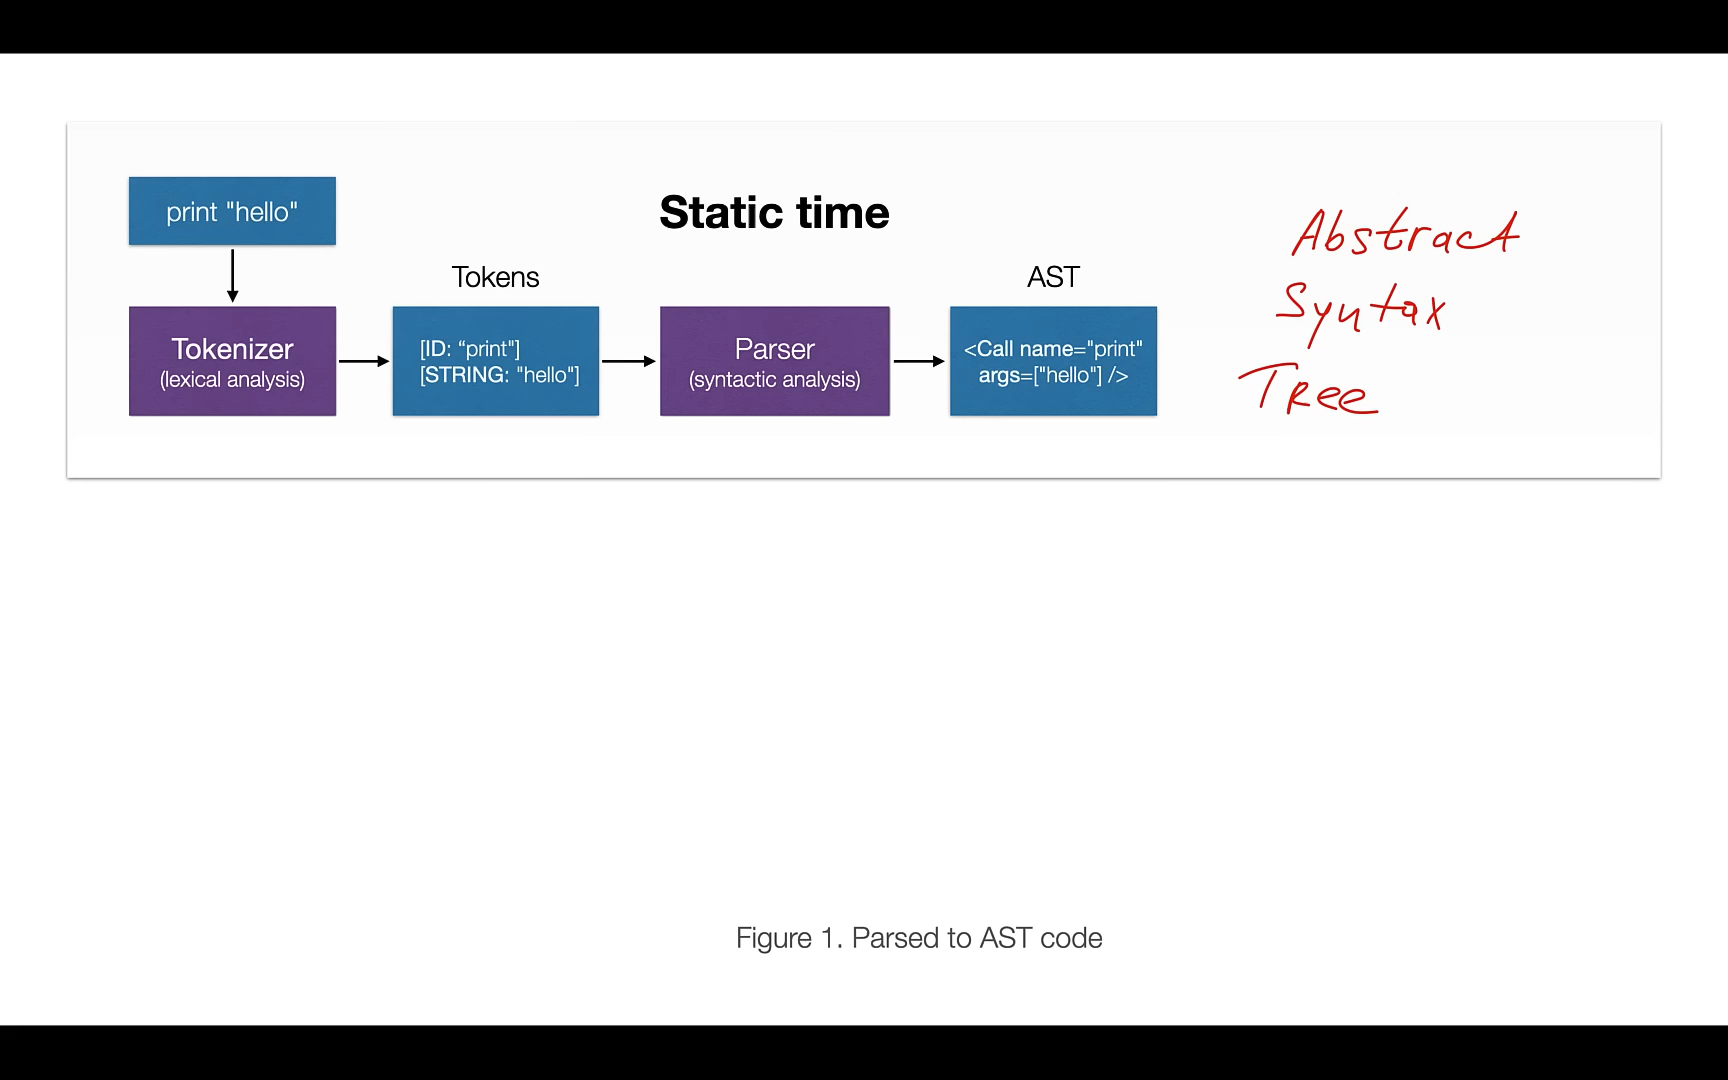 print "hello"
Static time
Tokens
AST
Tokenizer
(lexical analysis)
[ID: “print"]
[STRING: "hello"]
Parser
(syntactic analysis)
<Call name="print"
args=["hello"] />
Abstract
Syntax
Tree
Figure 1. Parsed to AST code